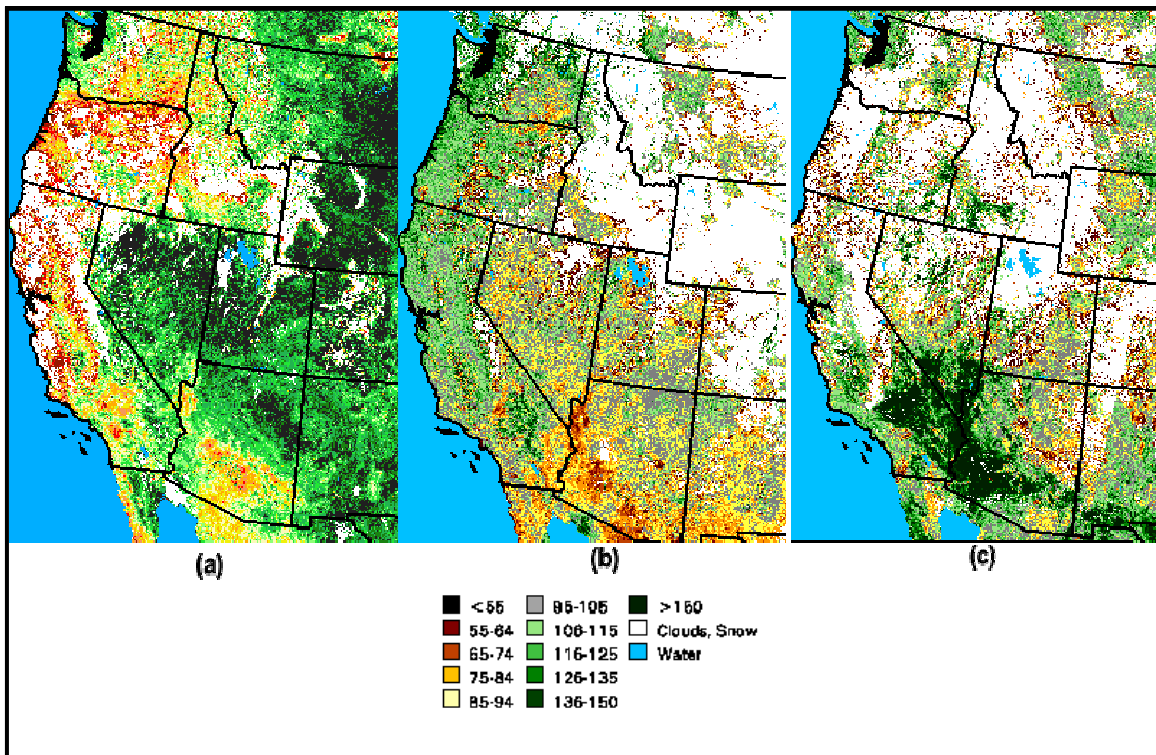 (a) (b) (c)
<55 95-105 >150
55-64 106-115 Clouds, Snow
65-74 116-125 Water
75-84 126-135
85-94 136-150